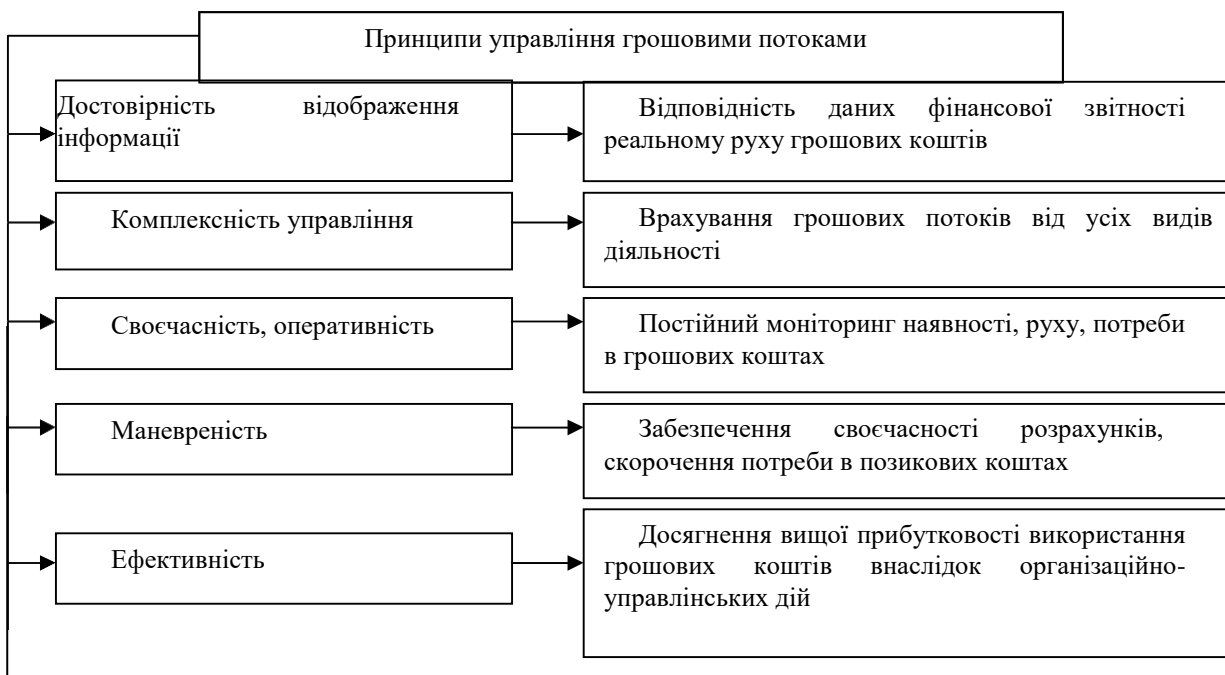 Принципи управління грошовими потоками
Достовірність відображення
інформації
Відповідність даних фінансової звітності
реальному руху грошових коштів
Комплексність управління
Врахування грошових потоків від усіх видів
діяльності
Своєчасність, оперативність
Постійний моніторинг наявності, руху, потреби
в грошових коштах
Маневреність
Забезпечення своєчасності розрахунків,
скорочення потреби в позикових коштах
Ефективність
Досягнення вищої прибутковості використання
грошових коштів внаслідок організаційно-
управлінських дій